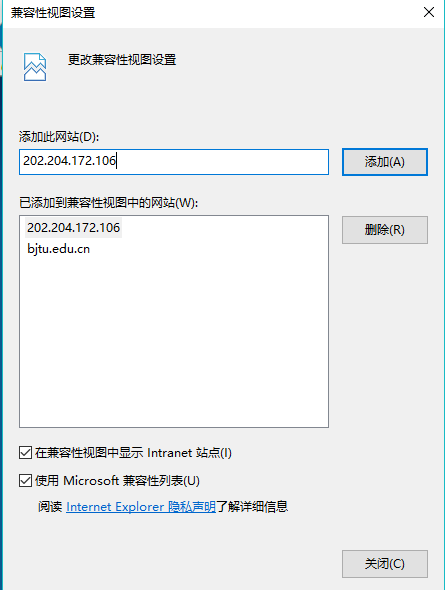 兼容性视图设置
更改兼容性视图设置
添加此网站(D):
202.204.172.106
添加(A)
已添加到兼容性视图中的网站(W):
202.204.172.106
删除(R)
bjtu.edu.cn
在兼容性视图中显示 Intranet 站点(I)
使用 Microsoft 兼容性列表(U)
阅读 Internet Explorer 隐私声明了解详细信息
关闭(C)